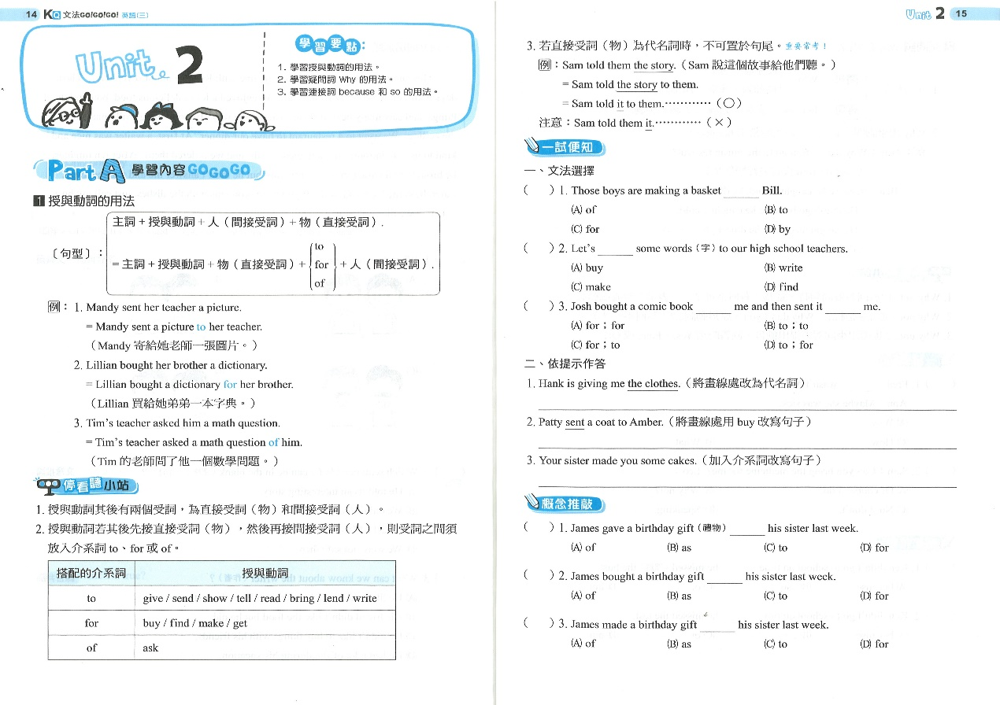 14 KO 文法GO!GO!GO! 英語(三)
Unit 2
學習要點:
1. 學習授與動詞的用法。
2. 學習疑問詞 Why 的用法。
3. 學習連接詞 because 和 so 的用法。
Part A 學習內容 GO GO GO
1 授與動詞的用法
〔句型〕:
主詞+授與動詞+人(間接受詞)+物(直接受詞).
=主詞+授與動詞+物(直接受詞)+{to / for / of}+人(間接受詞).
例:1. Mandy sent her teacher a picture.
= Mandy sent a picture to her teacher.
(Mandy 寄給她老師一張圖片。)
2. Lillian bought her brother a dictionary.
= Lillian bought a dictionary for her brother.
(Lillian 買給她弟弟一本字典。)
3. Tim's teacher asked him a math question.
= Tim's teacher asked a math question of him.
(Tim 的老師問了他一個數學問題。)
停看聽小站
1. 授與動詞其後有兩個受詞,為直接受詞(物)和間接受詞(人)。
2. 授與動詞若其後先接直接受詞(物),然後再接間接受詞(人),則受詞之間須
放入介系詞 to、for 或 of。
搭配的介系詞 授與動詞
to give / send / show / tell / read / bring / lend / write
for buy / find / make / get
of ask
Unit 2 15
3. 若直接受詞(物)為代名詞時,不可置於句尾。重要常考!
例:Sam told them the story.(Sam 說這個故事給他們聽。)
= Sam told the story to them.
= Sam told it to them.…………(○)
注意:Sam told them it.…………(×)
一試便知
一、文法選擇
( )1. Those boys are making a basket ______ Bill.
(A) of (B) to
(C) for (D) by
( )2. Let's ______ some words(字)to our high school teachers.
(A) buy (B) write
(C) make (D) find
( )3. Josh bought a comic book ______ me and then sent it ______ me.
(A) for;for (B) to;to
(C) for;to (D) to;for
二、依提示作答
1. Hank is giving me the clothes.(將畫線處改為代名詞)
2. Patty sent a coat to Amber.(將畫線處用 buy 改寫句子)
3. Your sister made you some cakes.(加入介系詞改寫句子)
概念推敲
( )1. James gave a birthday gift(禮物)______ his sister last week.
(A) of (B) as (C) to (D) for
( )2. James bought a birthday gift ______ his sister last week.
(A) of (B) as (C) to (D) for
( )3. James made a birthday gift ______ his sister last week.
(A) of (B) as (C) to (D) for